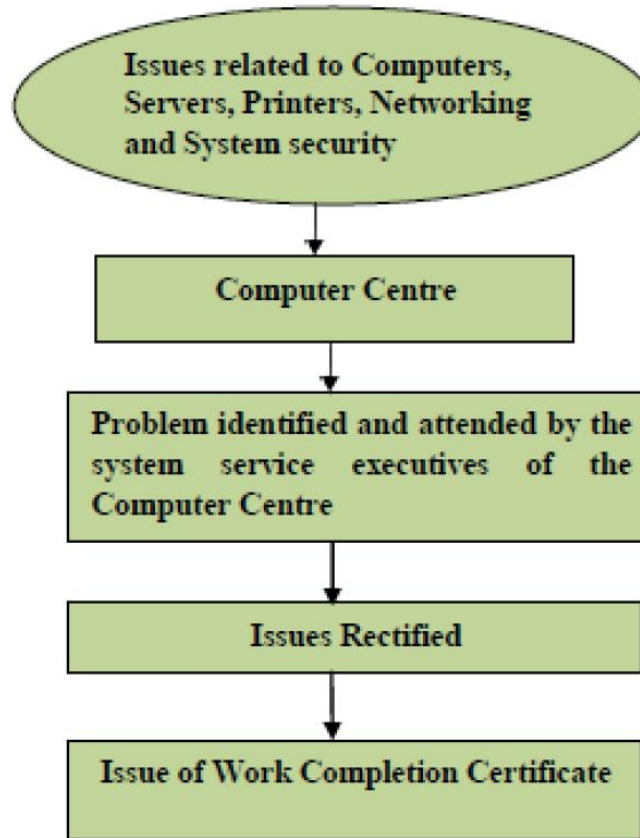 Issues related to Computers,
Servers, Printers, Networking
and System security
Computer Centre
Problem identified and attended by the
system service executives of the
Computer Centre
Issues Rectified
Issue of Work Completion Certificate